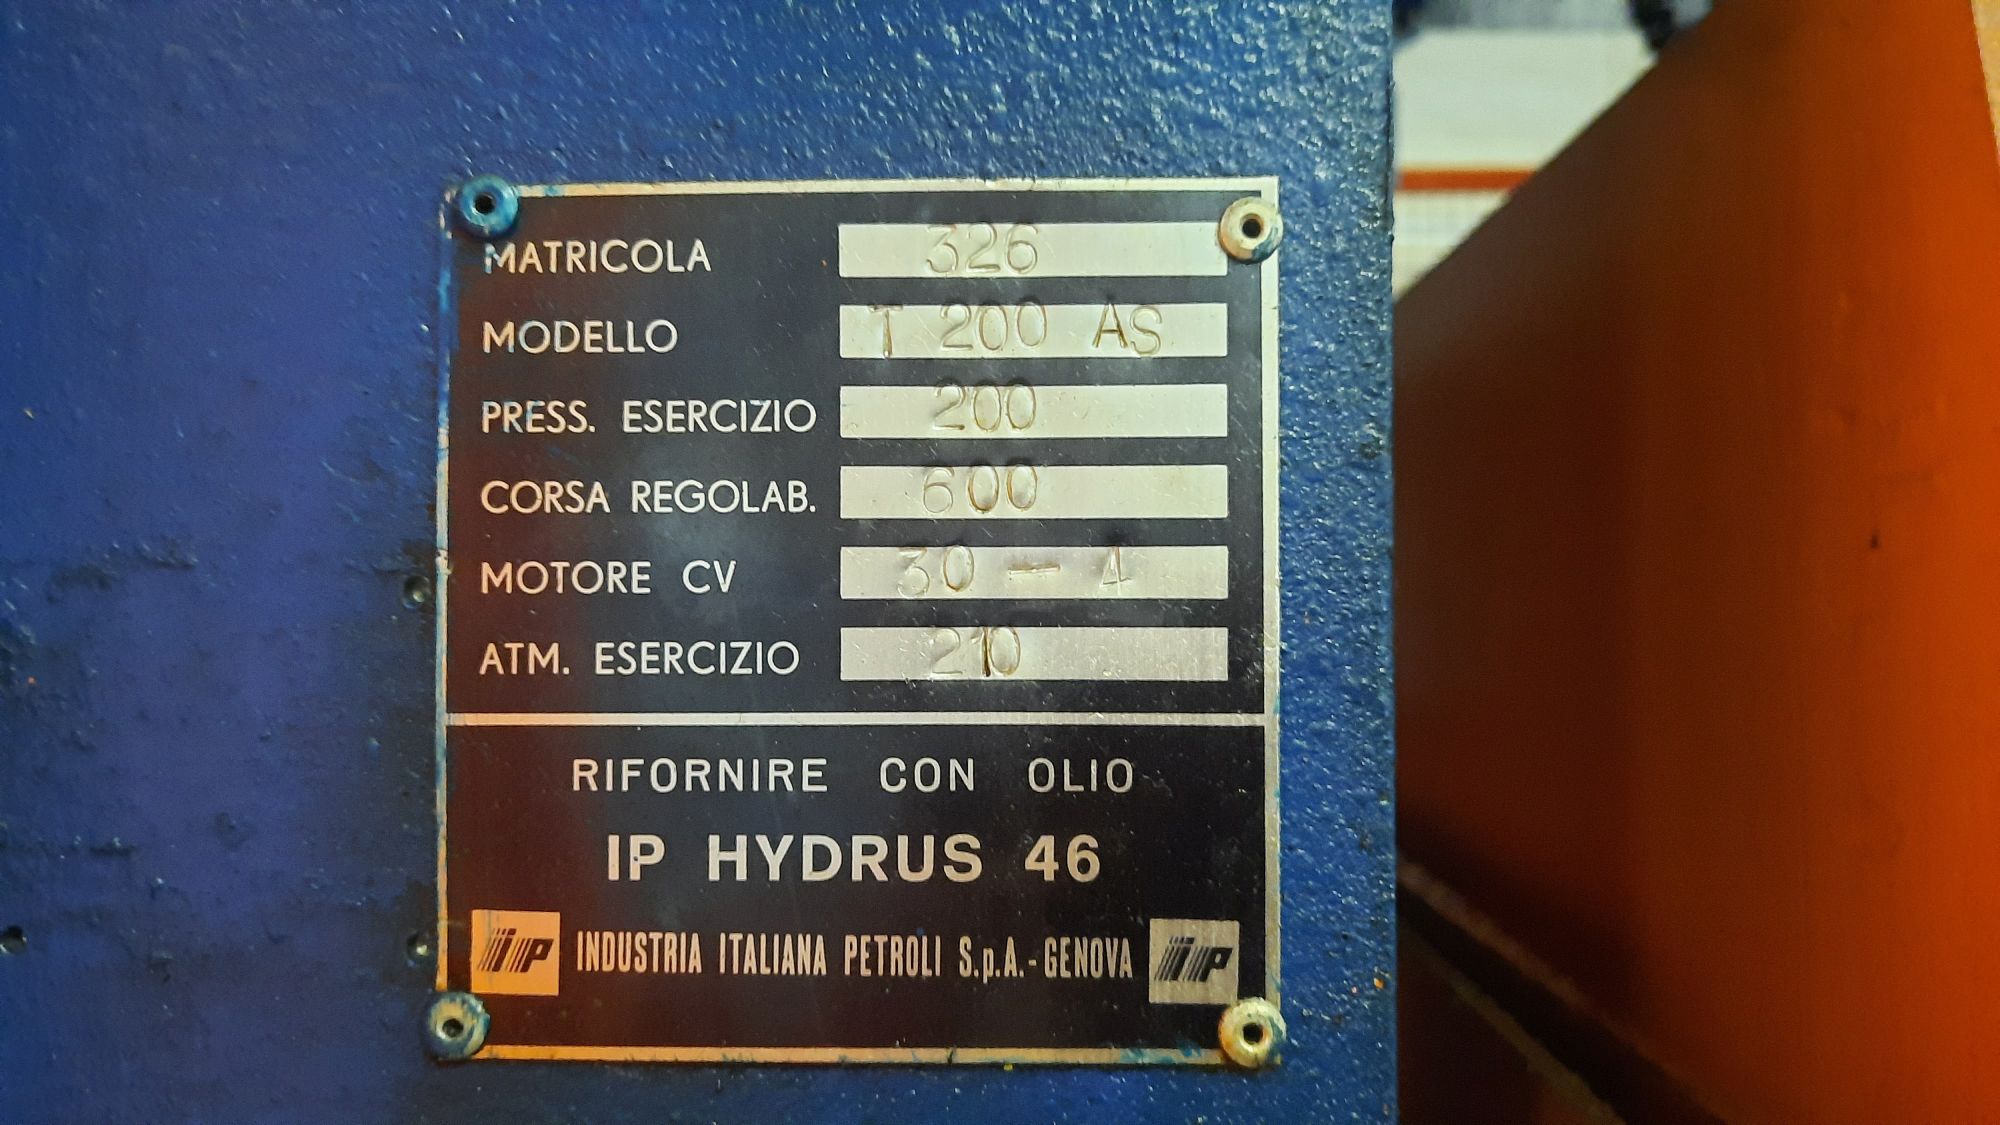 MATRICOLA 326
MODELLO T 200 AS
PRESS. ESERCIZIO 200
CORSA REGOLAB. 600
MOTORE CV 30 — 4
ATM. ESERCIZIO 210
RIFORNIRE CON OLIO
IP HYDRUS 46
iP INDUSTRIA ITALIANA PETROLI S.p.A.-GENOVA iP